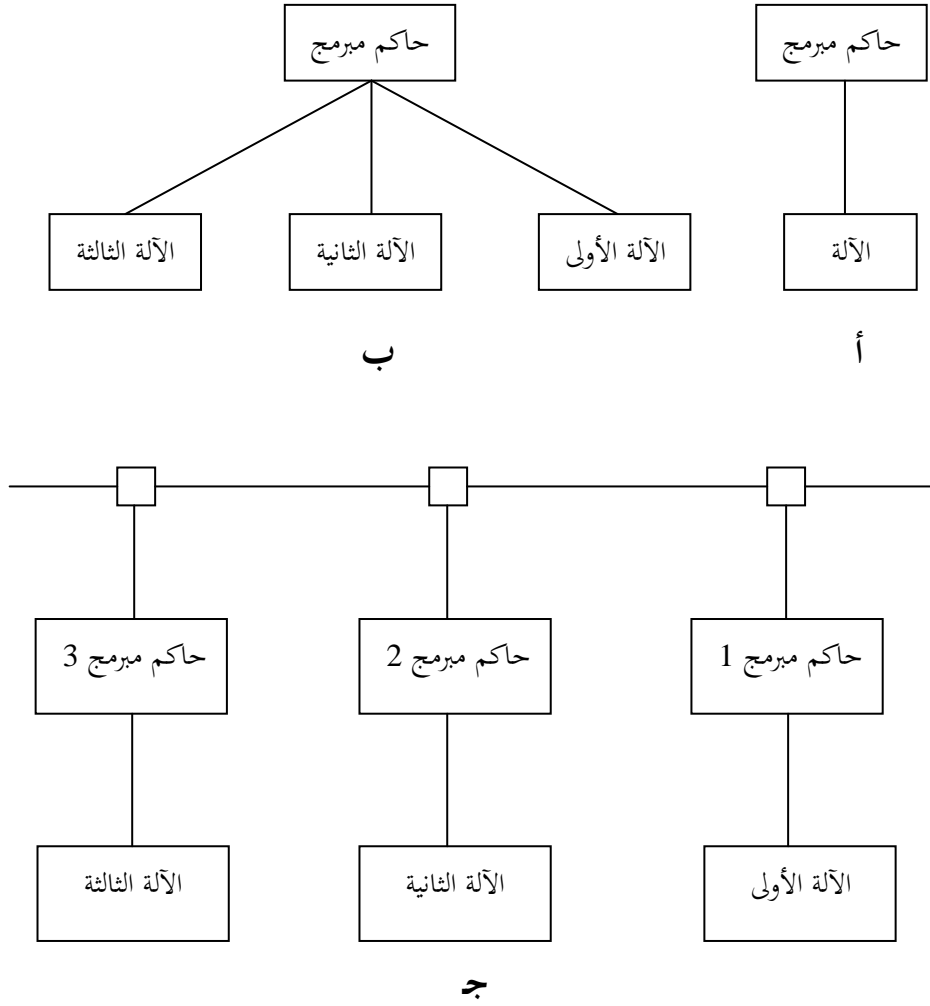 حاكم مبرمج
حاكم مبرمج
الآلة
الآلة الأولى
الآلة الثانية
الآلة الثالثة
أ
ب
حاكم مبرمج 1
حاكم مبرمج 2
حاكم مبرمج 3
الآلة الأولى
الآلة الثانية
الآلة الثالثة
جـ